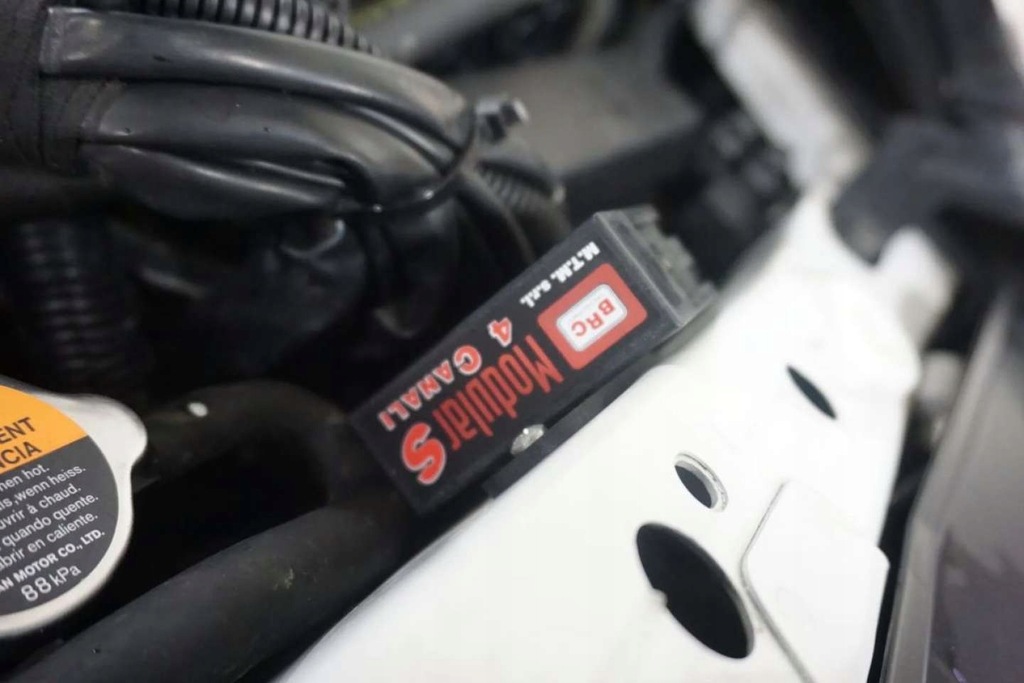 ENT
CIA
hen hot.
is, wenn heiss.
uvrir à chaud.
quando quente.
abrir en caliente.
AN MOTOR CO., LTD.
88kPa
M.T.M. s.r.l.
BRC
Modular S
4 CANALI